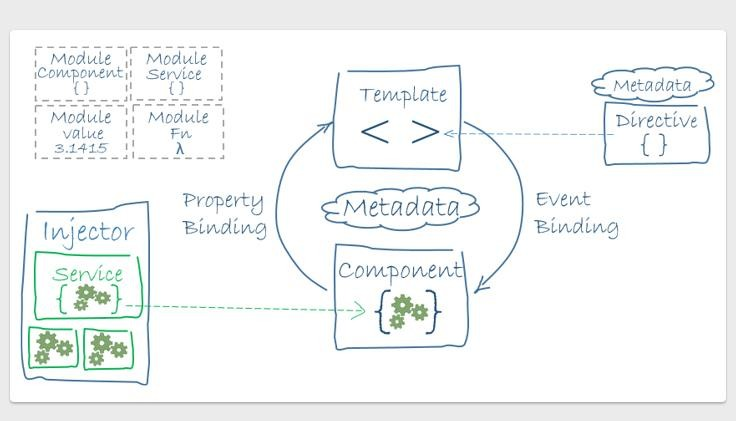 Module
Component
{ }
Module
Service
{ }
Module
value
3.1415
Module
Fn
λ
Template
< >
Metadata
Directive
{ }
Property
Binding
Metadata
Event
Binding
Injector
Service
{ }
Component
{ }